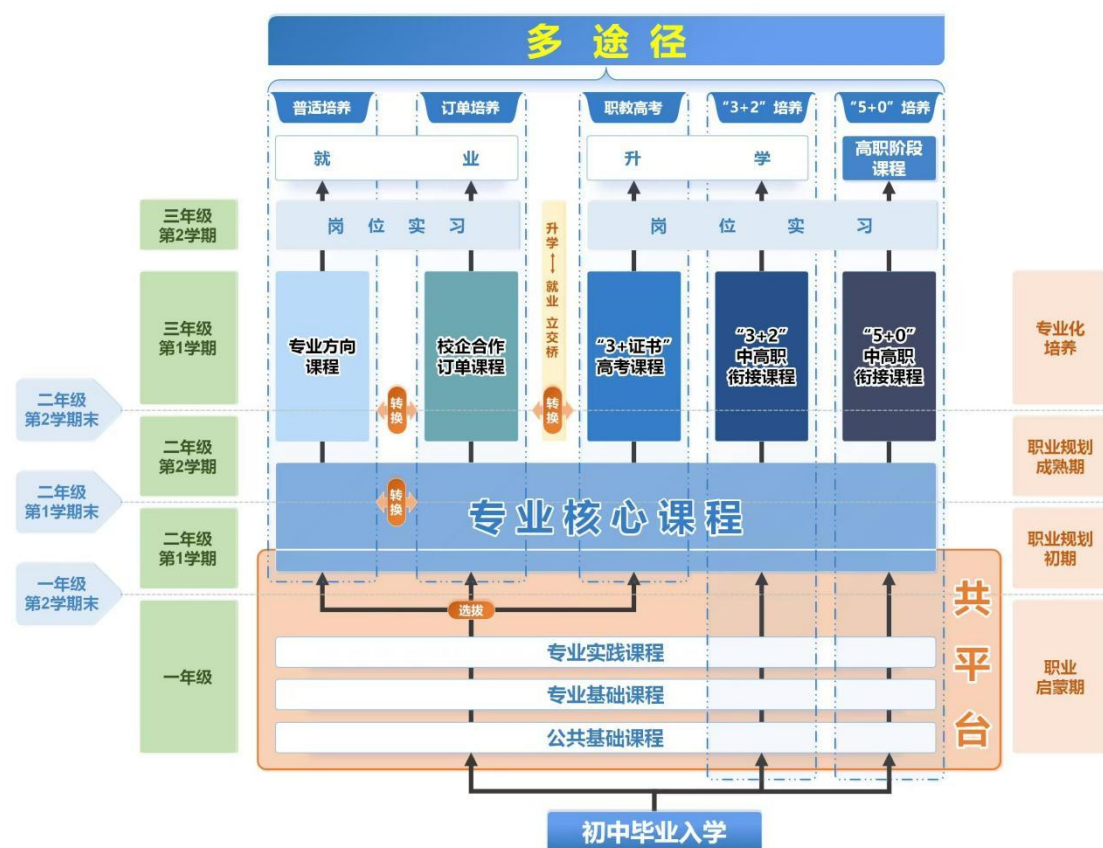 多途径
普适培养
订单培养
职教高考
“3+2”培养
“5+0”培养
就业
升学
高职阶段
课程
三年级
第2学期
岗位实习
升学⟷就业 立交桥
岗位实习
三年级
第1学期
专业方向
课程
校企合作
订单课程
“3+证书”
高考课程
“3+2”
中高职
衔接课程
“5+0”
中高职
衔接课程
专业化
培养
二年级
第2学期末
转换
转换
二年级
第2学期
职业规划
成熟期
二年级
第1学期末
转换
专业核心课程
二年级
第1学期
职业规划
初期
一年级
第2学期末
选拔
共平台
一年级
专业实践课程
专业基础课程
公共基础课程
职业
启蒙期
初中毕业入学